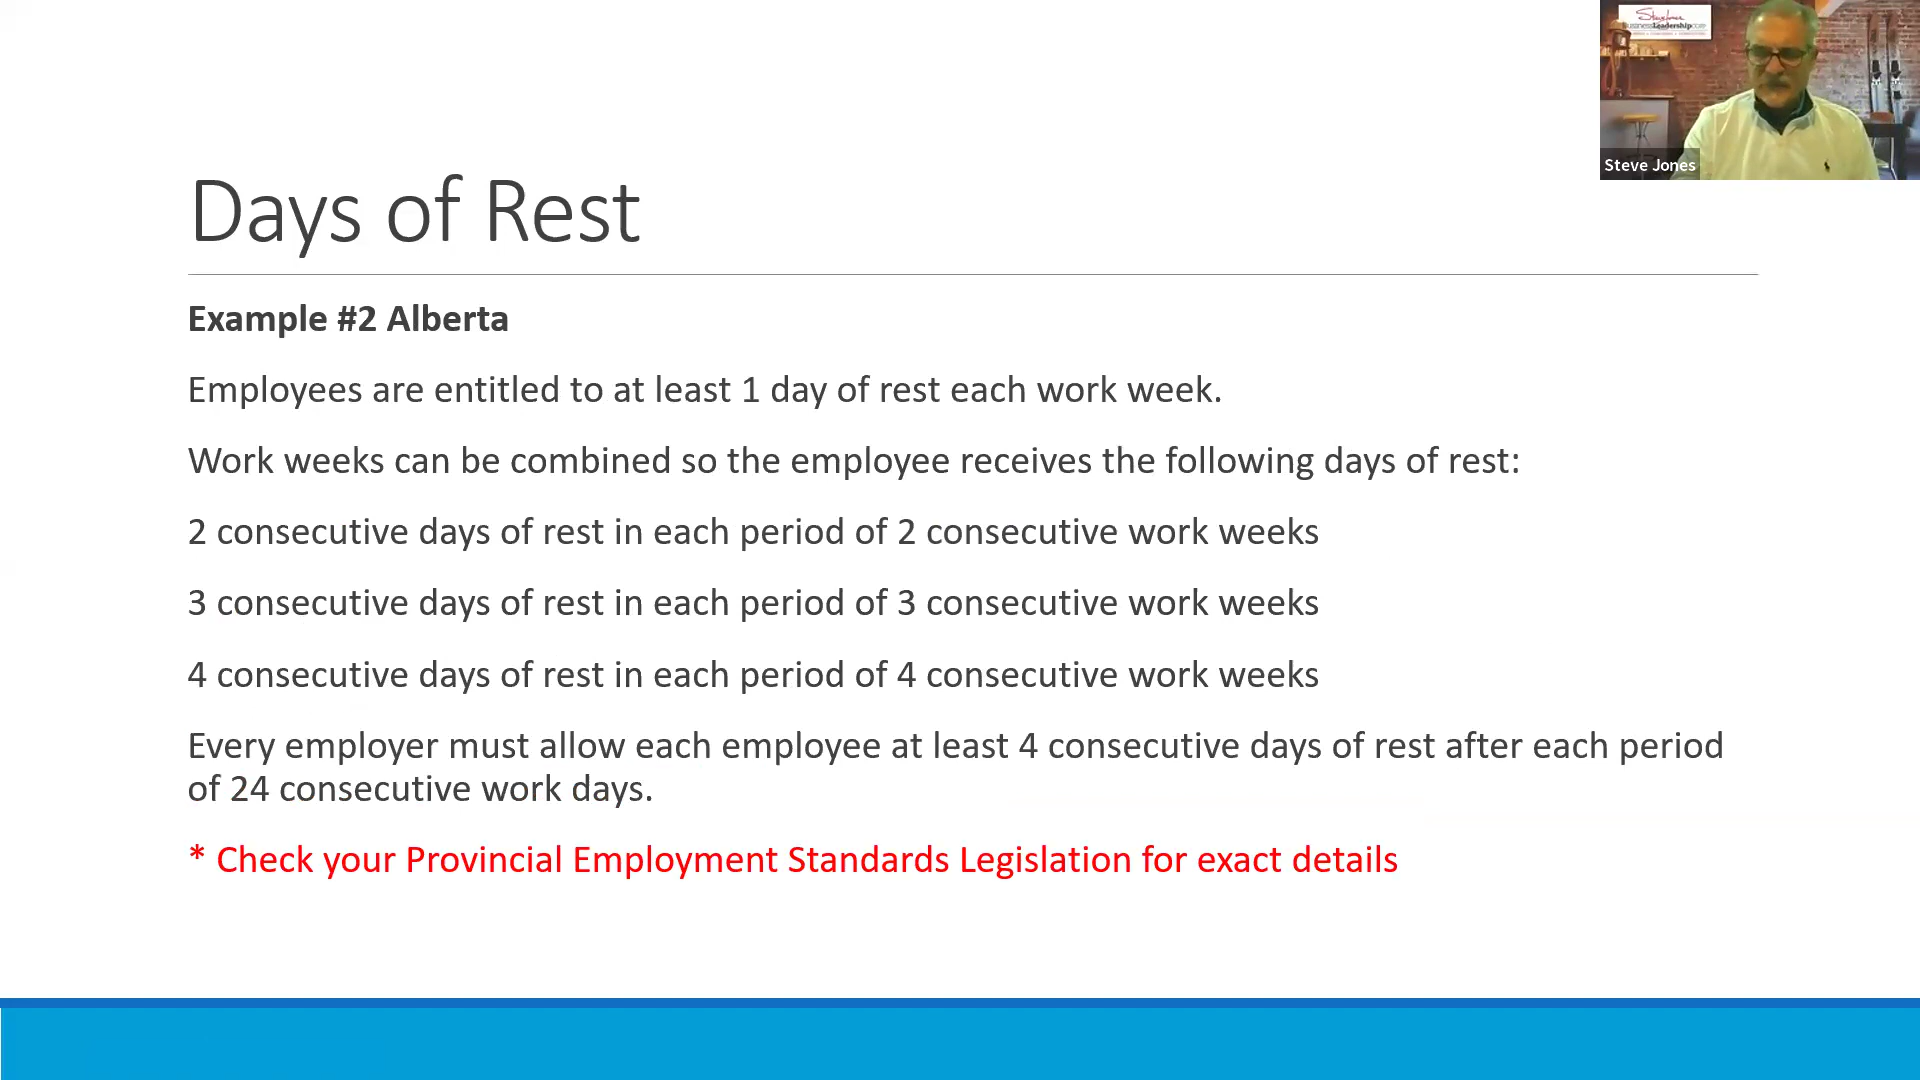 Steve Jones
Days of Rest
Example #2 Alberta
Employees are entitled to at least 1 day of rest each work week.
Work weeks can be combined so the employee receives the following days of rest:
2 consecutive days of rest in each period of 2 consecutive work weeks
3 consecutive days of rest in each period of 3 consecutive work weeks
4 consecutive days of rest in each period of 4 consecutive work weeks
Every employer must allow each employee at least 4 consecutive days of rest after each period
of 24 consecutive work days.
* Check your Provincial Employment Standards Legislation for exact details